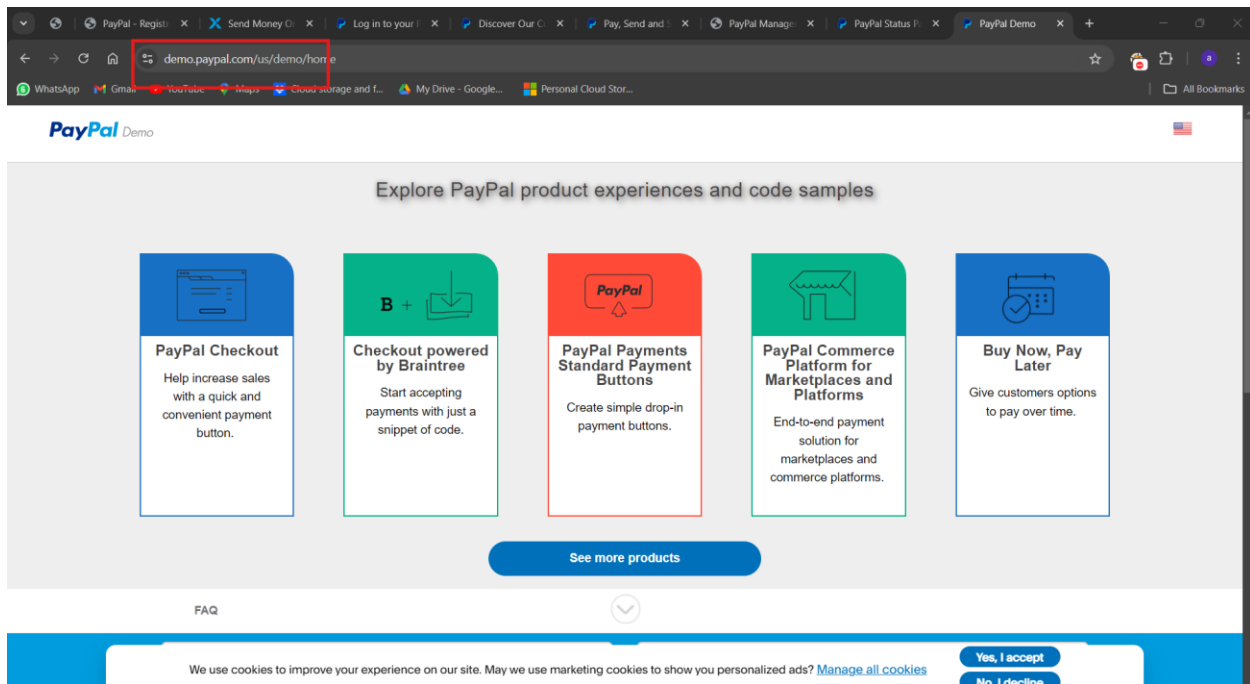 PayPal - Registr
Send Money O
Log in to your
Discover Our C
Pay, Send and S
PayPal Manage
PayPal Status P
PayPal Demo
demo.paypal.com/us/demo/home
a
WhatsApp
Gmail
YouTube
Maps
Cloud storage and f...
My Drive - Google...
Personal Cloud Stor...
All Bookmarks
PayPal Demo
Explore PayPal product experiences and code samples
PayPal Checkout
Help increase sales
with a quick and
convenient payment
button.
B +
Checkout powered
by Braintree
Start accepting
payments with just a
snippet of code.
PayPal
PayPal Payments
Standard Payment
Buttons
Create simple drop-in
payment buttons.
PayPal Commerce
Platform for
Marketplaces and
Platforms
End-to-end payment
solution for
marketplaces and
commerce platforms.
Buy Now, Pay
Later
Give customers options
to pay over time.
See more products
FAQ
We use cookies to improve your experience on our site. May we use marketing cookies to show you personalized ads? Manage all cookies
Yes, I accept
No, I decline